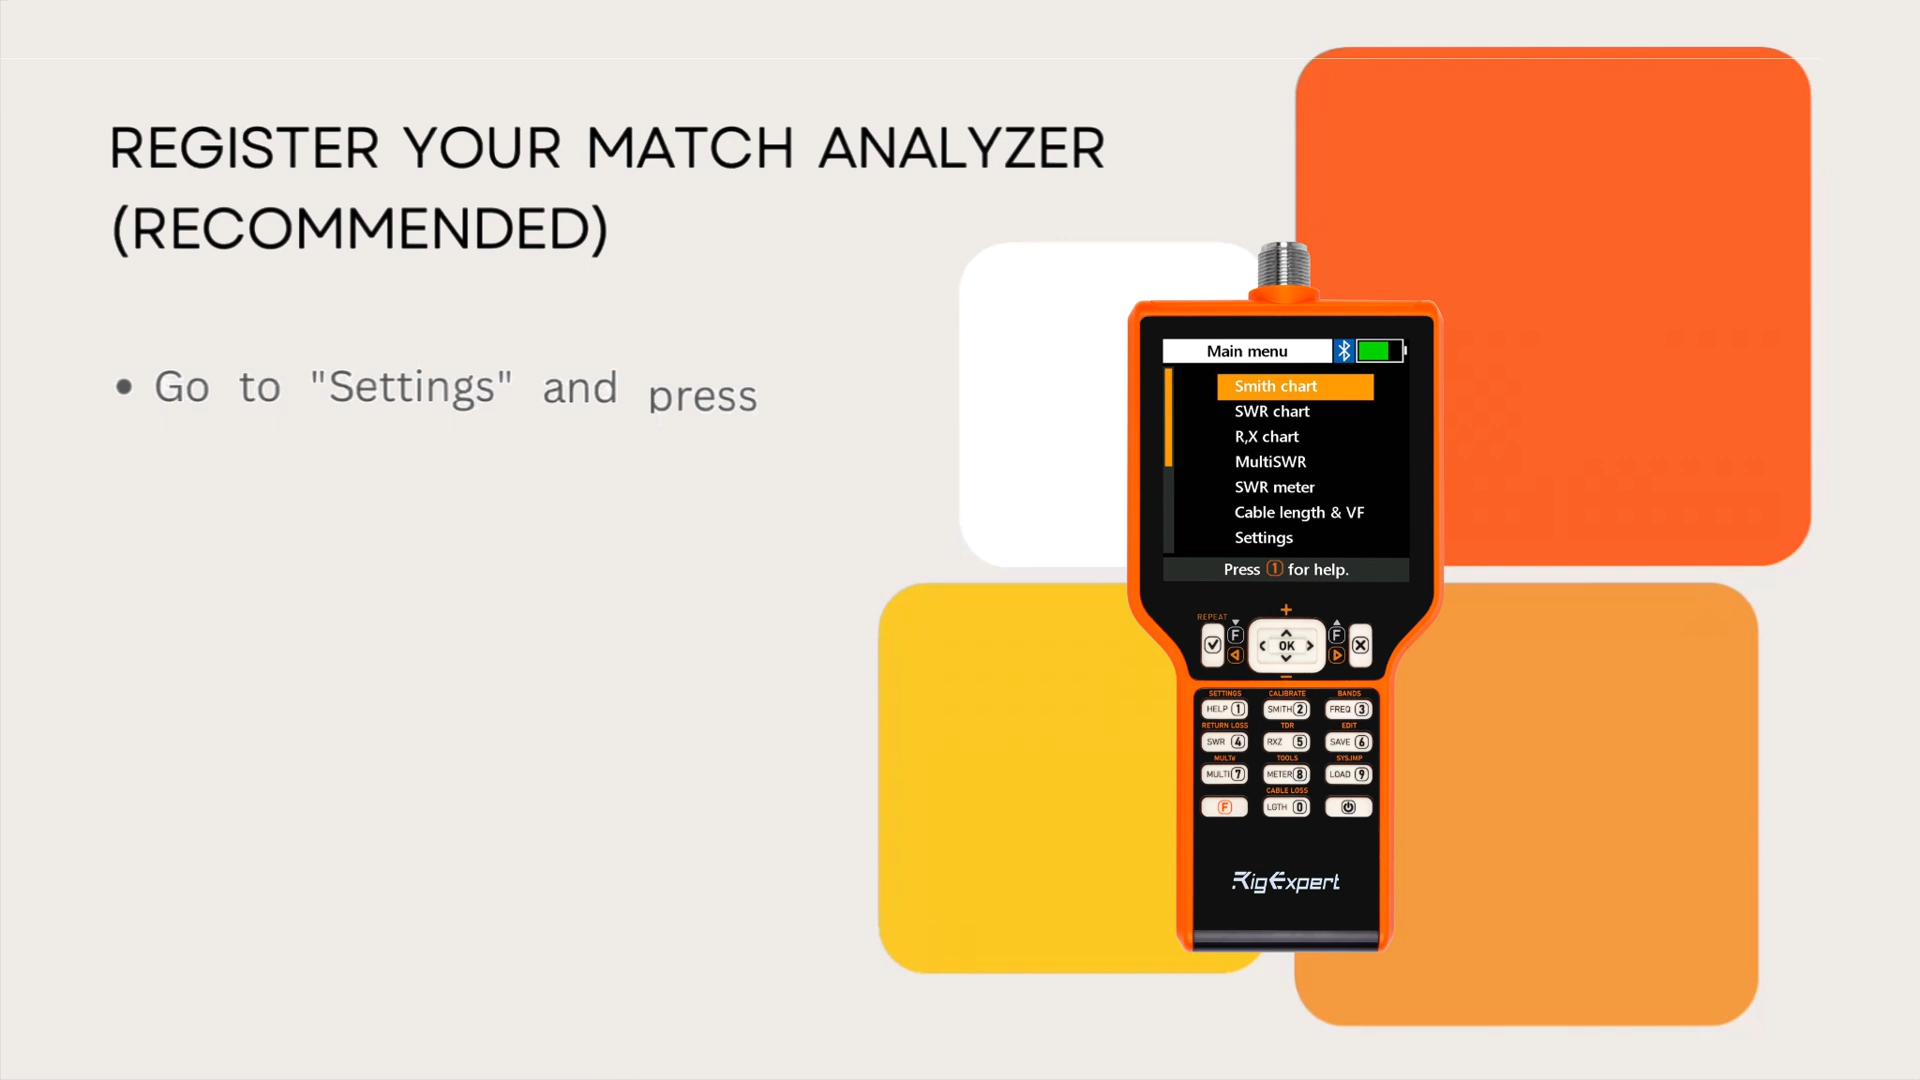 REGISTER YOUR MATCH ANALYZER
(RECOMMENDED)
• Go to "Settings" and press
Main menu
Smith chart
SWR chart
R,X chart
MultiSWR
SWR meter
Cable length & VF
Settings
Press 1 for help.
+
REPEAT
F F
OK
−
SETTINGS CALIBRATE BANDS
HELP 1 SMITH 2 FREQ 3
RETURN LOSS TDR EDIT
SWR 4 RXZ 5 SAVE 6
TOOLS SYS.IMP
MULTI 7 METER 8 LOAD 9
CABLE LOSS
F LGTH 0
RigExpert